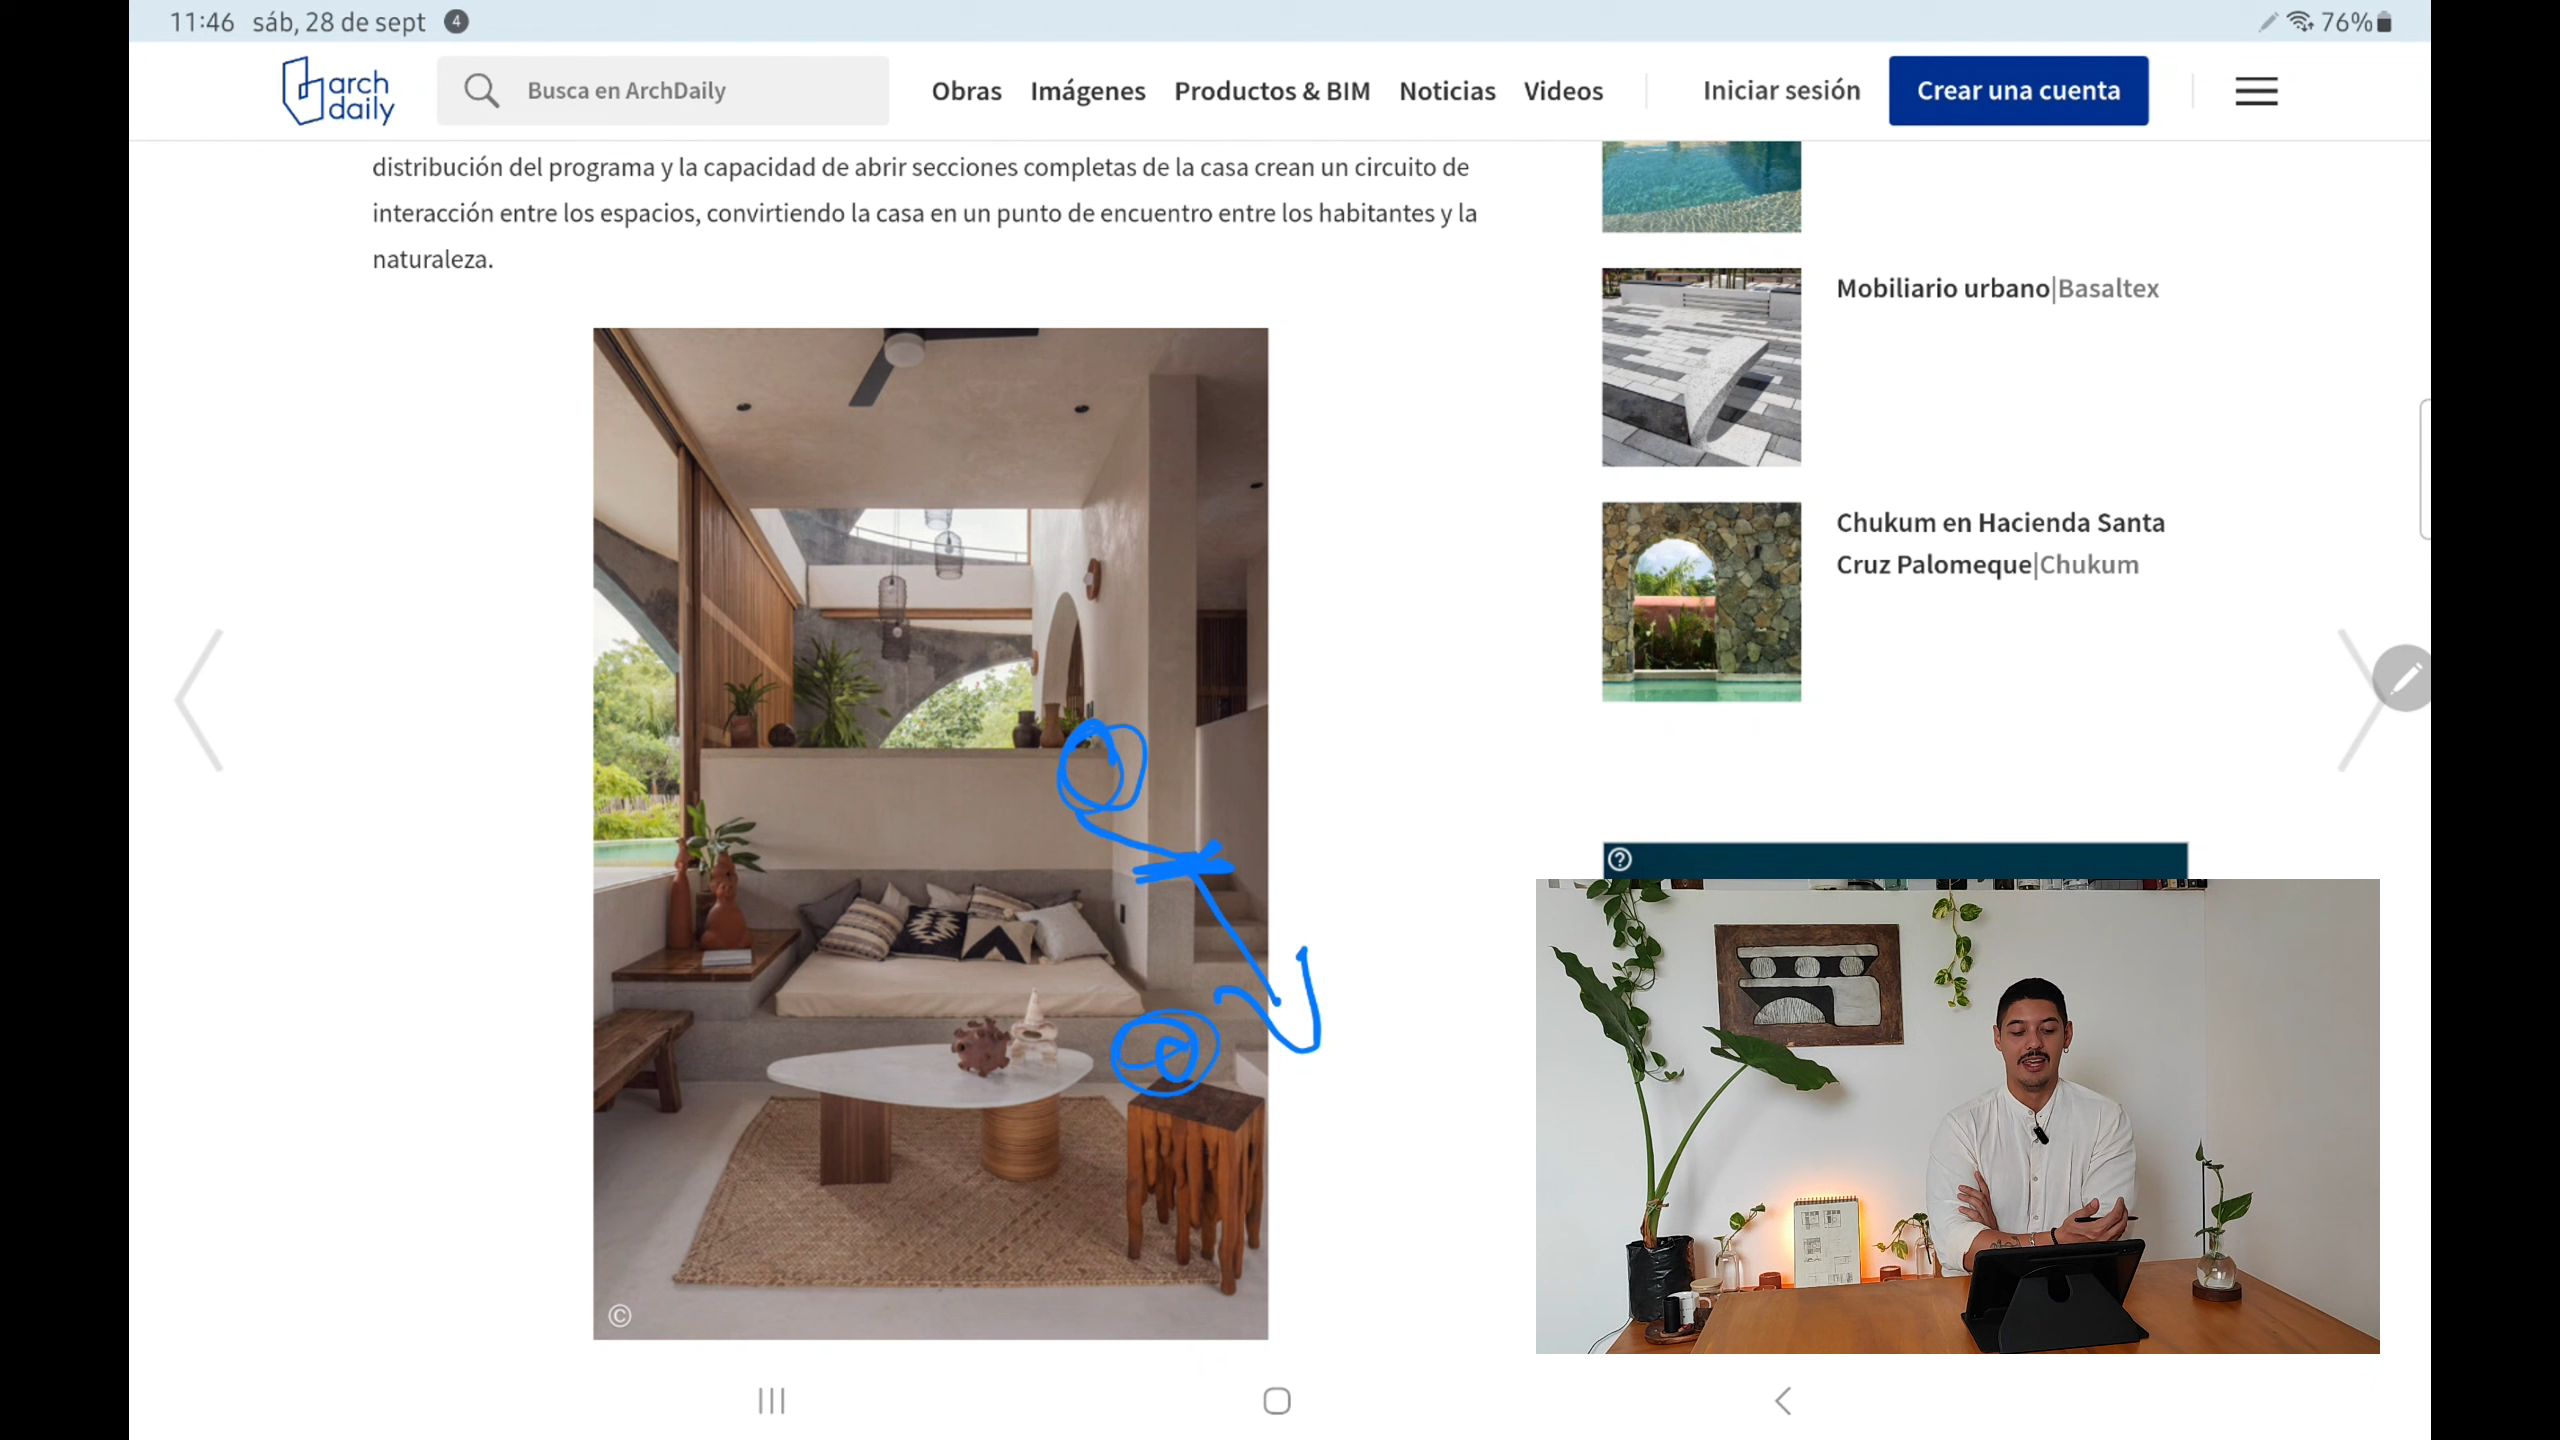 11:46 sáb, 28 de sept 4
76%
arch daily
Busca en ArchDaily
Obras Imágenes Productos & BIM Noticias Videos
Iniciar sesión
Crear una cuenta
distribución del programa y la capacidad de abrir secciones completas de la casa crean un circuito de
interacción entre los espacios, convirtiendo la casa en un punto de encuentro entre los habitantes y la
naturaleza.
©
Mobiliario urbano|Basaltex
Chukum en Hacienda Santa
Cruz Palomeque|Chukum
?